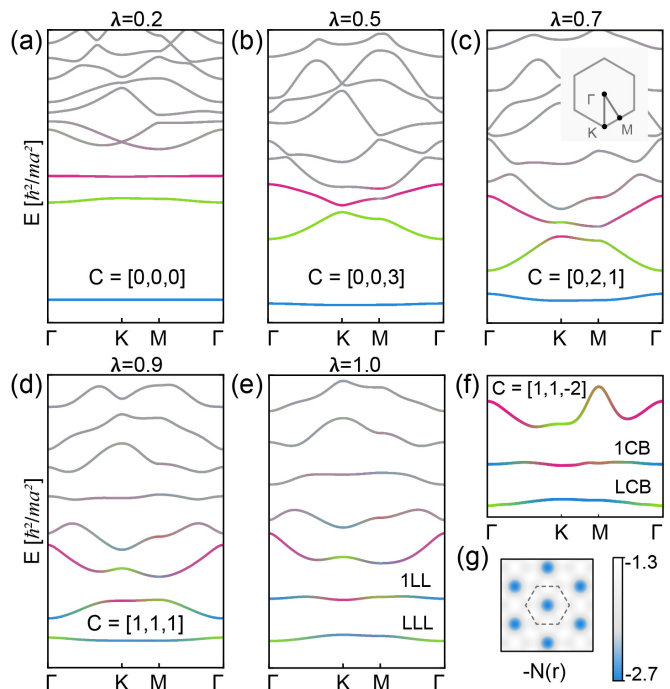 (a) λ=0.2
(b) λ=0.5
(c) λ=0.7
E [ħ²/ma²]
C = [0,0,0]
C = [0,0,3]
C = [0,2,1]
Γ
K
M
Γ K M Γ
Γ K M Γ
Γ K M Γ
(d) λ=0.9
(e) λ=1.0
(f)
E [ħ²/ma²]
C = [1,1,1]
1LL
LLL
C = [1,1,-2]
1CB
LCB
Γ K M Γ
(g)
-1.3
-2.7
-N(r)
Γ K M Γ
Γ K M Γ